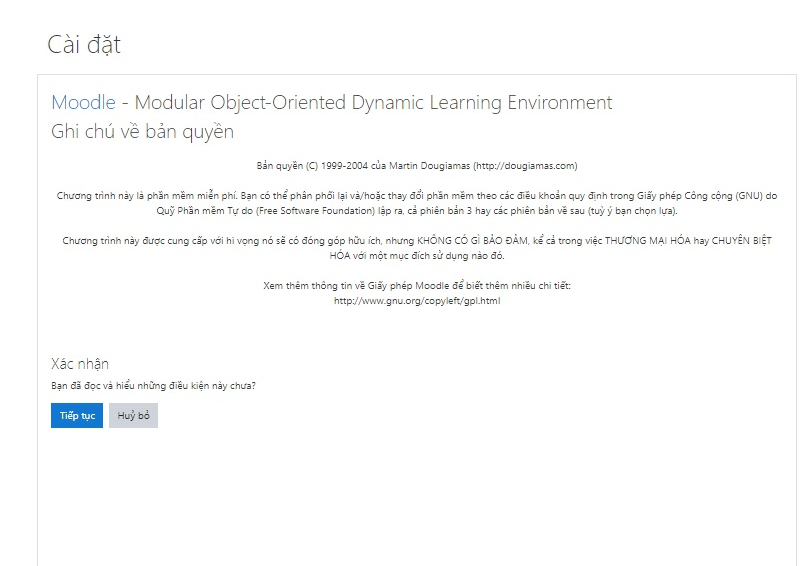 Cài đặt
Moodle - Modular Object-Oriented Dynamic Learning Environment
Ghi chú về bản quyền
Bản quyền (C) 1999-2004 của Martin Dougiamas (http://dougiamas.com)
Chương trình này là phần mềm miễn phí. Bạn có thể phân phối lại và/hoặc thay đổi phần mềm theo các điều khoản quy định trong Giấy phép Công cộng (GNU) do
Quỹ Phần mềm Tự do (Free Software Foundation) lập ra, cả phiên bản 3 hay các phiên bản về sau (tuỳ ý bạn chọn lựa).
Chương trình này được cung cấp với hi vọng nó sẽ có đóng góp hữu ích, nhưng KHÔNG CÓ GÌ BẢO ĐẢM, kể cả trong việc THƯƠNG MẠI HÓA hay CHUYÊN BIỆT
HÓA với một mục đích sử dụng nào đó.
Xem thêm thông tin về Giấy phép Moodle để biết thêm nhiều chi tiết:
http://www.gnu.org/copyleft/gpl.html
Xác nhận
Bạn đã đọc và hiểu những điều kiện này chưa?
Tiếp tục
Huỷ bỏ